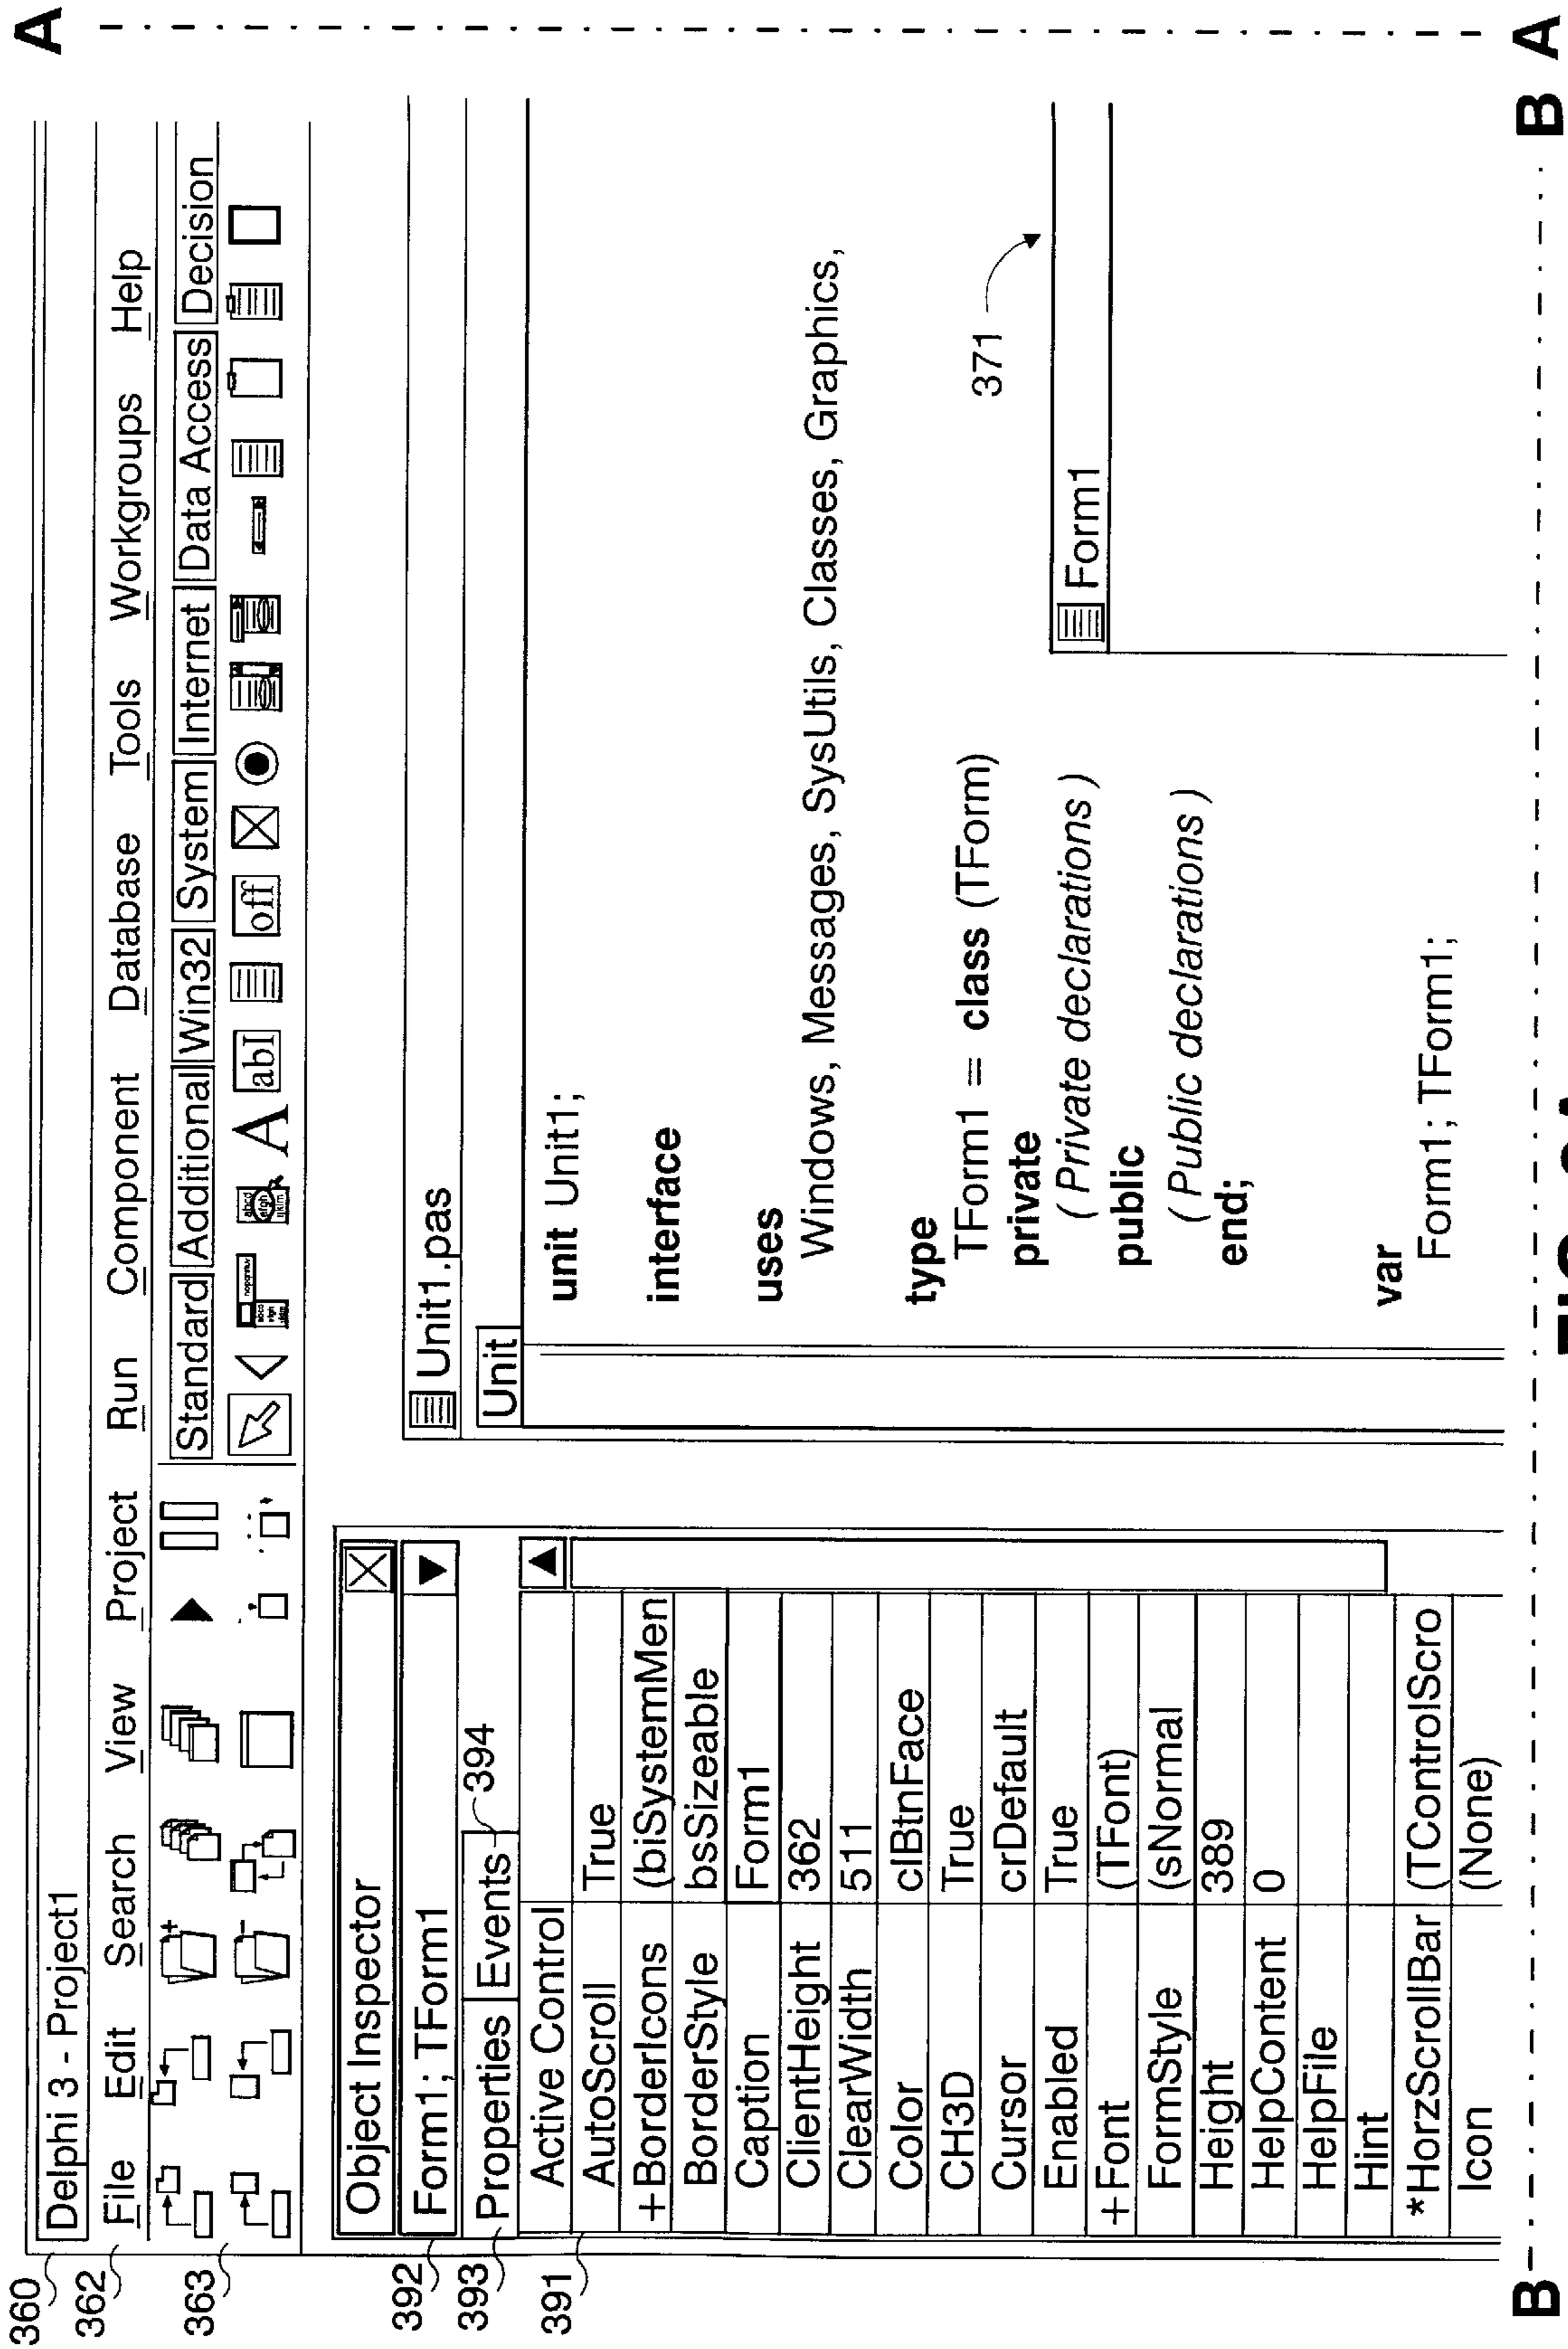 A
360
Delphi 3 - Project1
362
File Edit Search View Project Run Component Database Tools Workgroups Help
363
Standard Additional Win32 System Internet Data Access Decision
A abI off
392
Object Inspector
Form1; TForm1
393
Properties Events
394
391
Active Control
AutoScroll True
+BorderIcons (biSystemMen
BorderStyle bsSizeable
Caption Form1
ClientHeight 362
ClearWidth 511
Color clBtnFace
CH3D True
Cursor crDefault
Enabled True
+Font (TFont)
FormStyle (sNormal
Height 389
HelpContent 0
HelpFile
Hint
*HorzScrollBar (TControlScro
Icon (None)
Unit1.pas
Unit
unit Unit1;
interface
uses
Windows, Messages, SysUtils, Classes, Graphics,
type
TForm1 = class (TForm)
private
( Private declarations )
public
( Public declarations )
end;
var
Form1; TForm1;
371
Form1
B
B
A